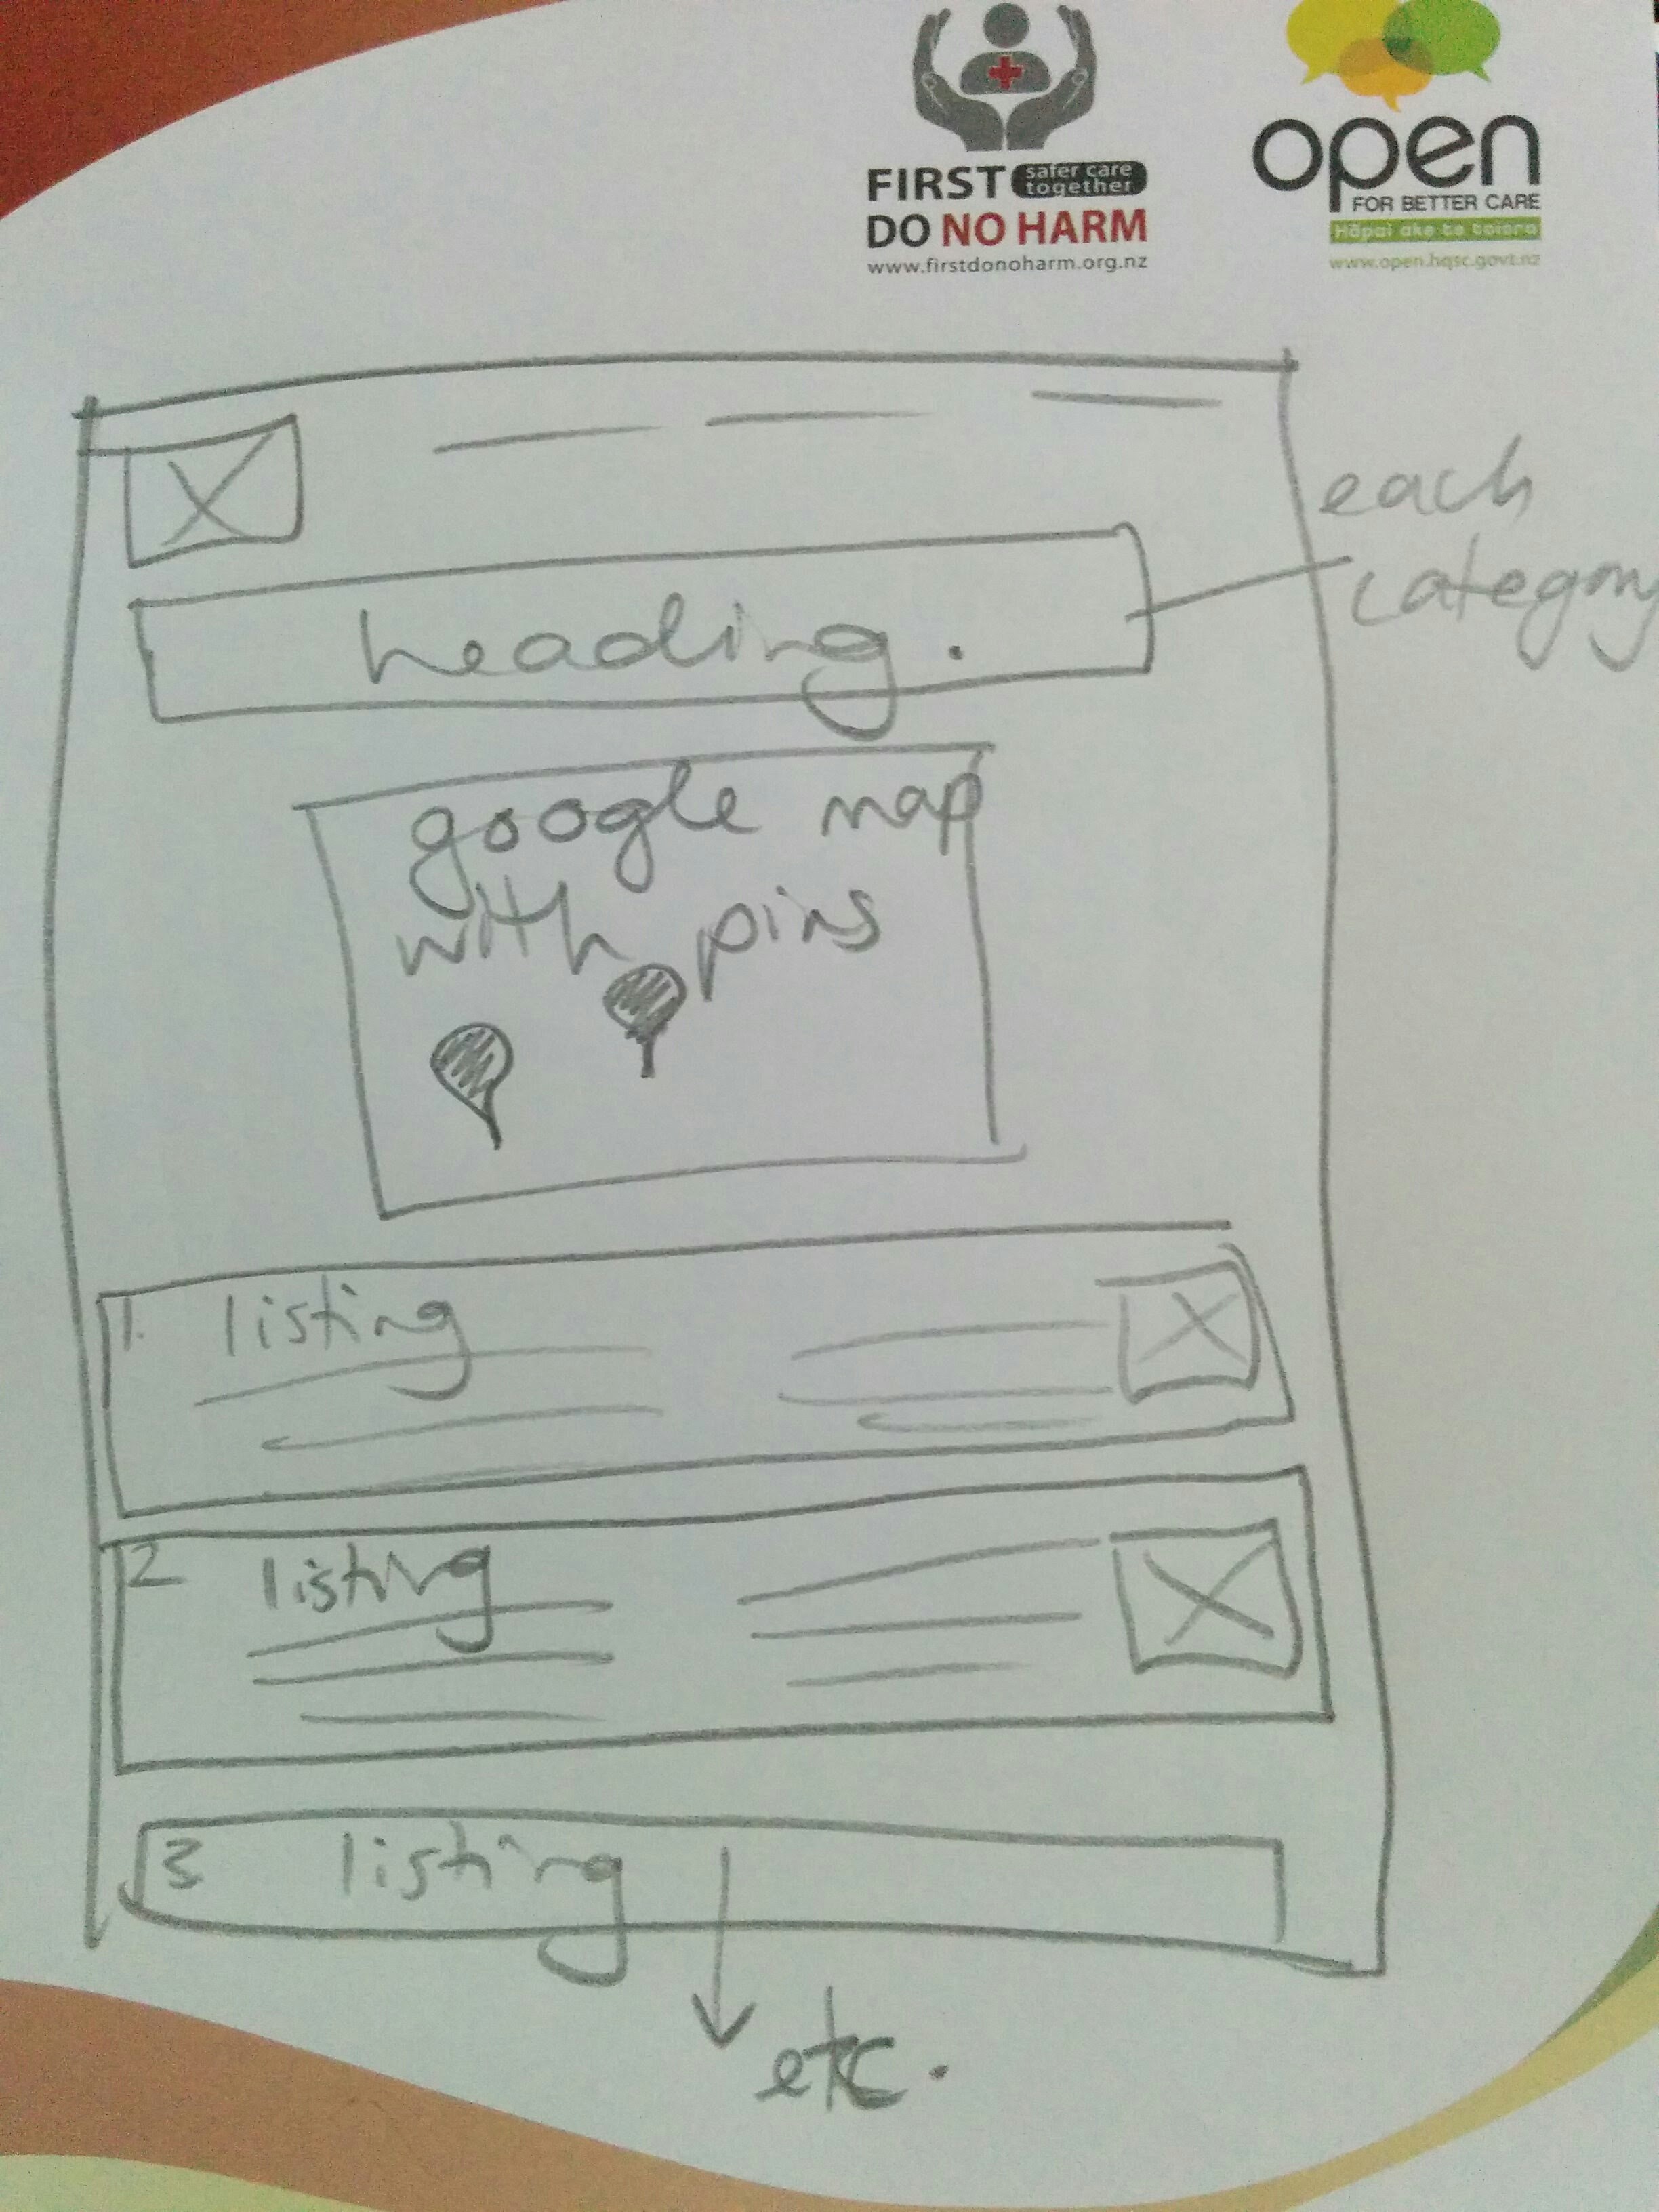 FIRST safer care together
DO NO HARM
www.firstdonoharm.org.nz
open
FOR BETTER CARE
Hāpai ake te toiora
www.open.hqsc.govt.nz
each
category
heading.
google map
with pins
1. listing
2 listing
3 listing
etc.